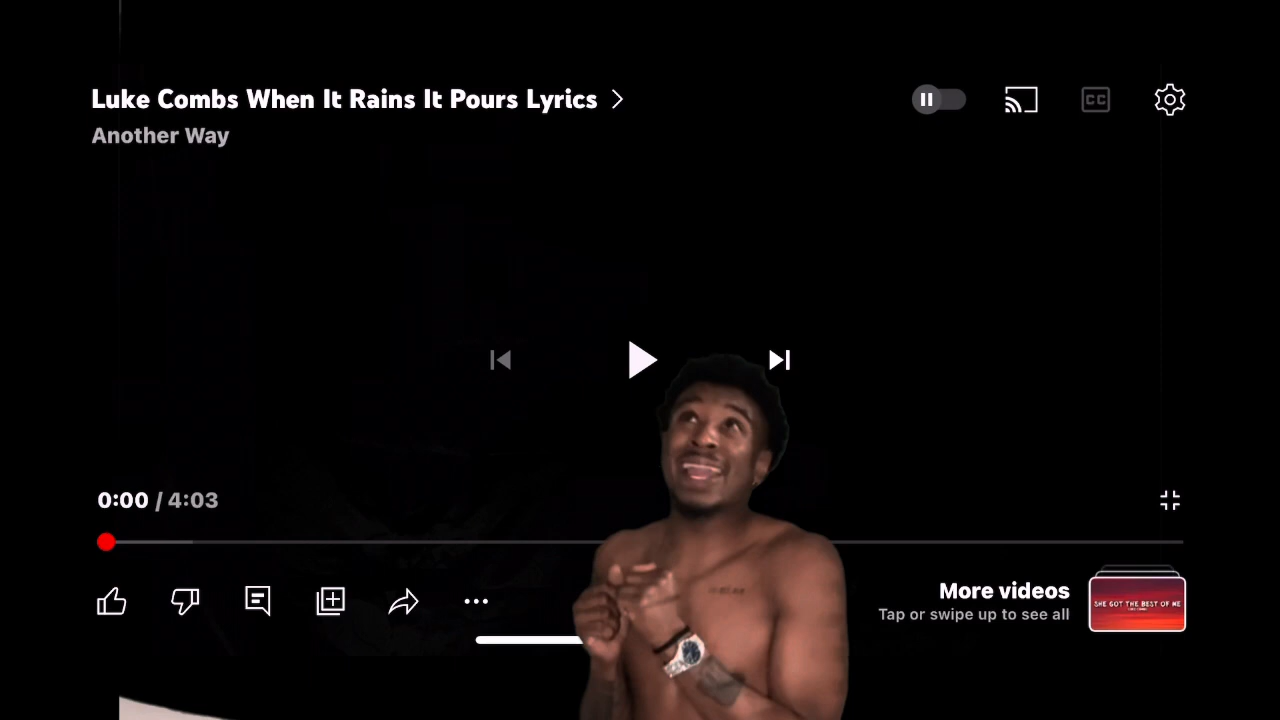 Luke Combs When It Rains It Pours Lyrics
Another Way
CC
0:00 / 4:03
More videos
Tap or swipe up to see all
SHE GOT THE BEST OF ME